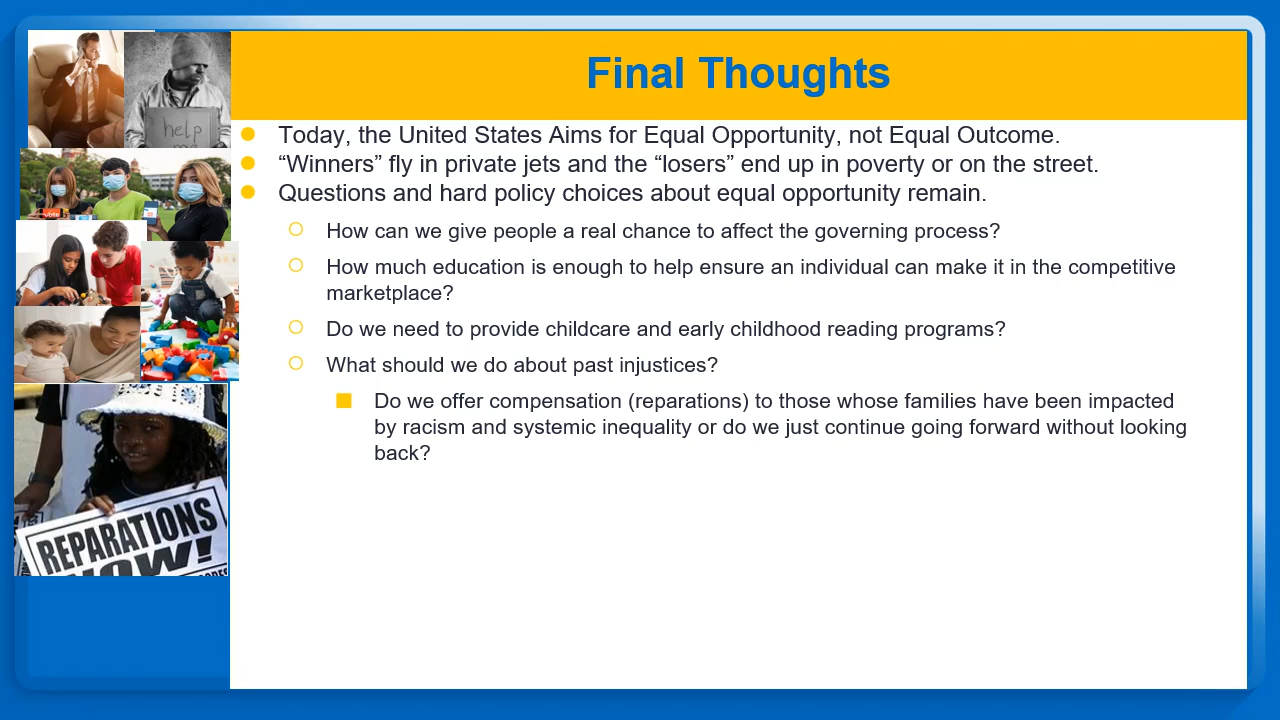 Final Thoughts
Today, the United States Aims for Equal Opportunity, not Equal Outcome.
“Winners” fly in private jets and the “losers” end up in poverty or on the street.
Questions and hard policy choices about equal opportunity remain.
How can we give people a real chance to affect the governing process?
How much education is enough to help ensure an individual can make it in the competitive
marketplace?
Do we need to provide childcare and early childhood reading programs?
What should we do about past injustices?
Do we offer compensation (reparations) to those whose families have been impacted
by racism and systemic inequality or do we just continue going forward without looking
back?
help
me
vote
REPARATIONS
NOW!